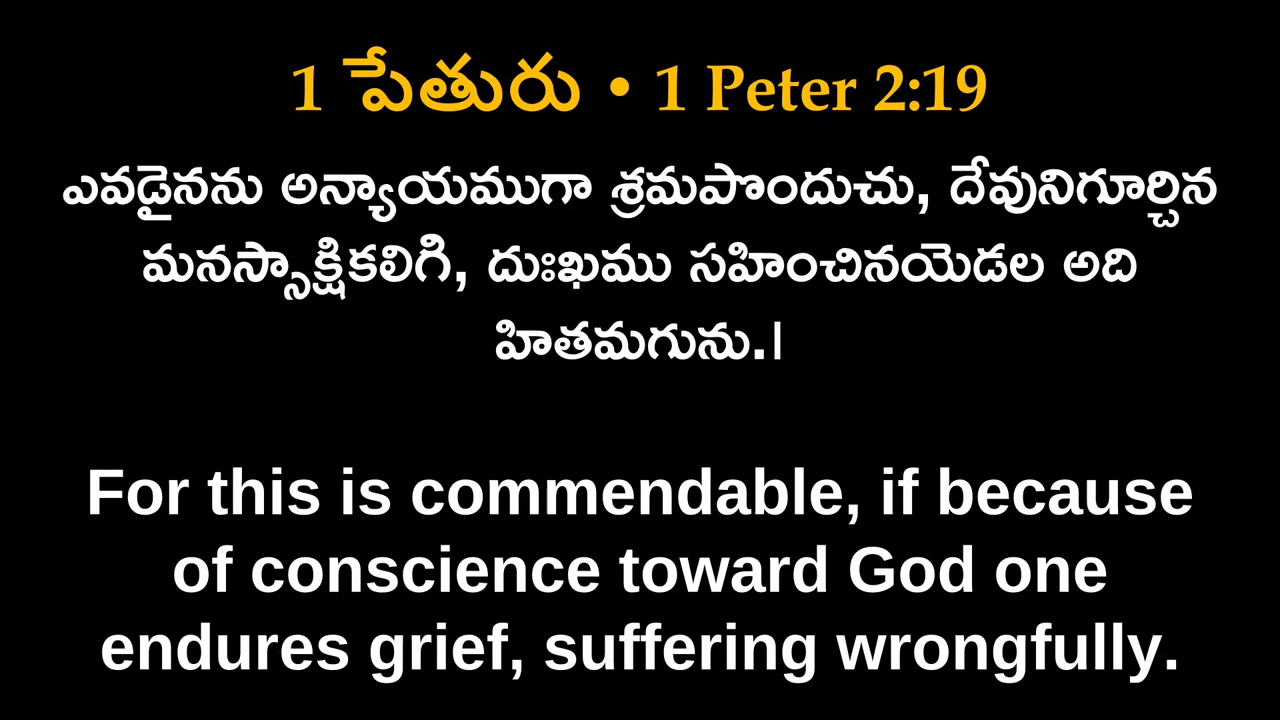 1 పేతురు • 1 Peter 2:19
ఎవడైనను అన్యాయముగా శ్రమపొందుచు, దేవునిగూర్చిన
మనస్సాక్షికలిగి, దుఃఖము సహించినయెడల అది
హితమగును.|
For this is commendable, if because
of conscience toward God one
endures grief, suffering wrongfully.